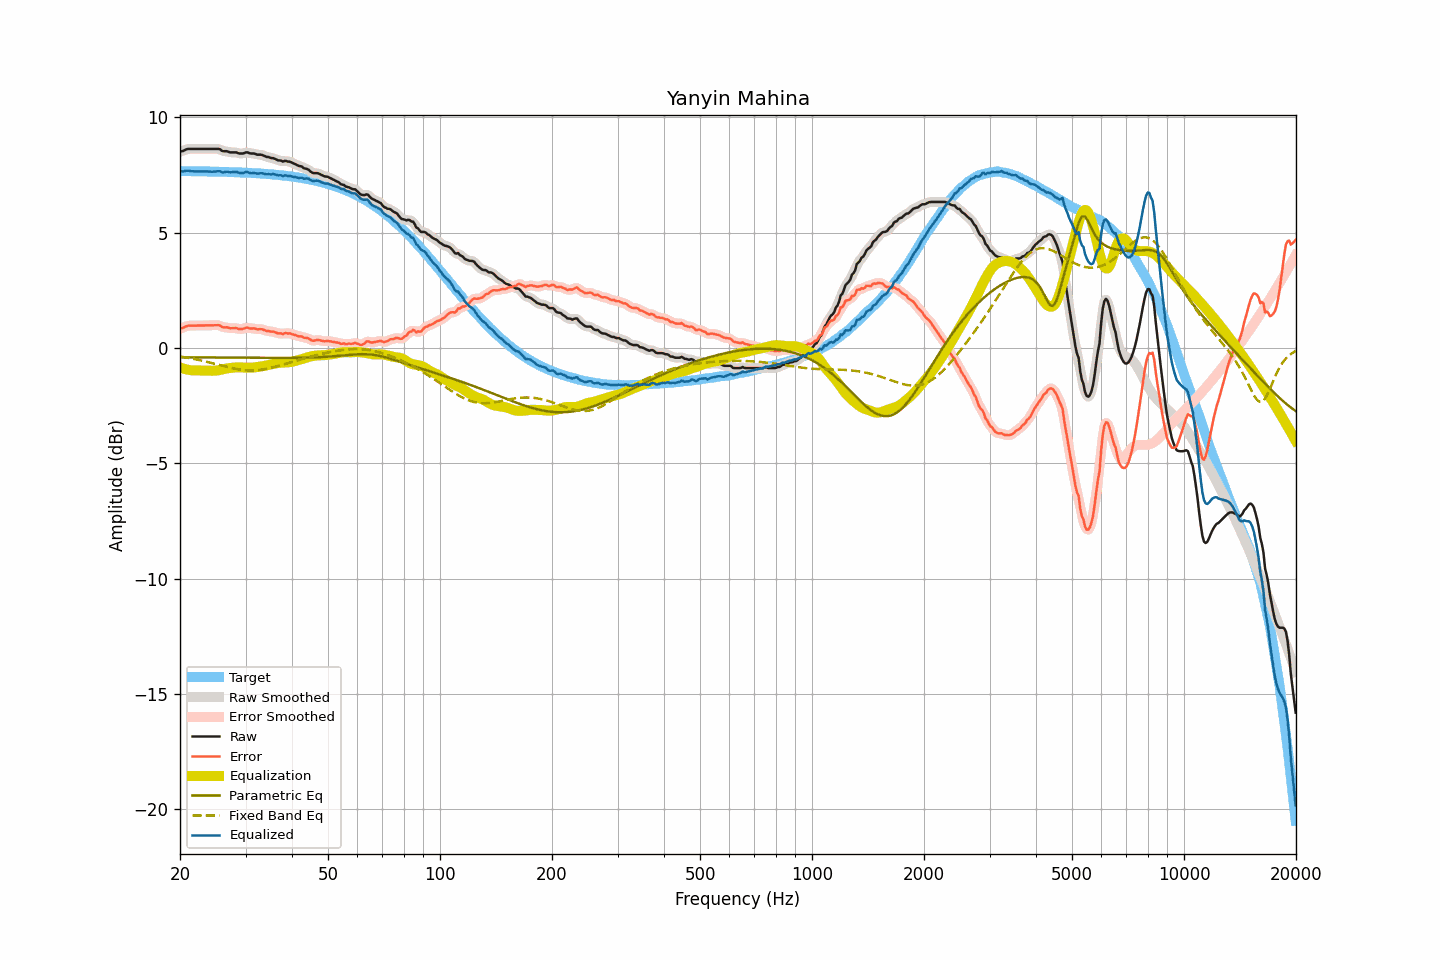 Yanyin Mahina
10
5
0
−5
−10
−15
−20
Amplitude (dBr)
Target
Raw Smoothed
Error Smoothed
Raw
Error
Equalization
Parametric Eq
Fixed Band Eq
Equalized
20 50 100 200 500 1000 2000 5000 10000 20000
Frequency (Hz)